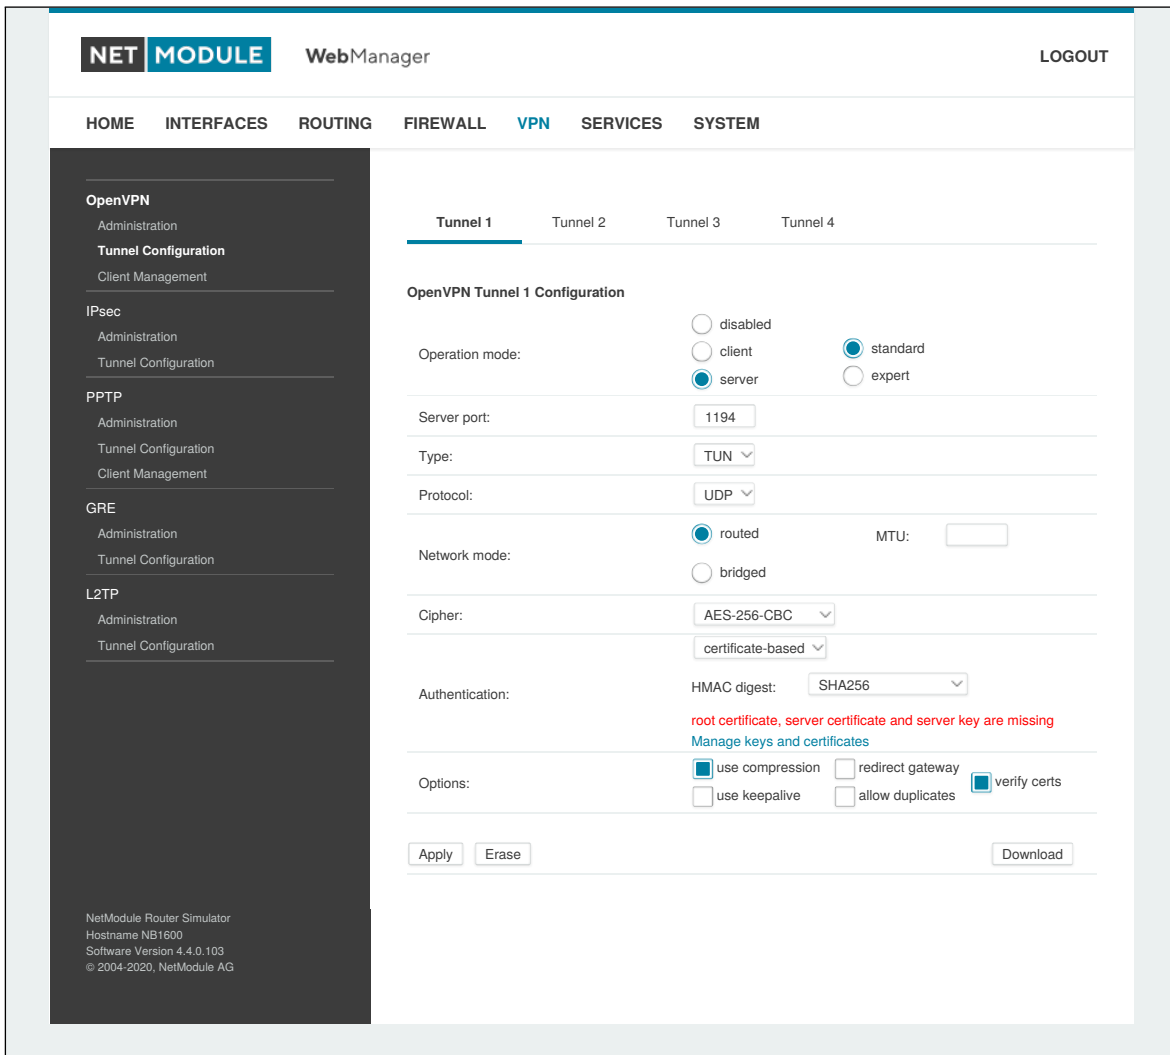 NET MODULE WebManager LOGOUT
HOME INTERFACES ROUTING FIREWALL VPN SERVICES SYSTEM
OpenVPN
Administration
Tunnel Configuration
Client Management
IPsec
Administration
Tunnel Configuration
PPTP
Administration
Tunnel Configuration
Client Management
GRE
Administration
Tunnel Configuration
L2TP
Administration
Tunnel Configuration
NetModule Router Simulator
Hostname NB1600
Software Version 4.4.0.103
© 2004-2020, NetModule AG
Tunnel 1 Tunnel 2 Tunnel 3 Tunnel 4
OpenVPN Tunnel 1 Configuration
Operation mode:
disabled
client
server
standard
expert
Server port: 1194
Type: TUN
Protocol: UDP
Network mode:
routed
bridged
MTU:
Cipher: AES-256-CBC
Authentication:
certificate-based
HMAC digest: SHA256
root certificate, server certificate and server key are missing
Manage keys and certificates
Options:
use compression redirect gateway
use keepalive allow duplicates
verify certs
Apply Erase Download